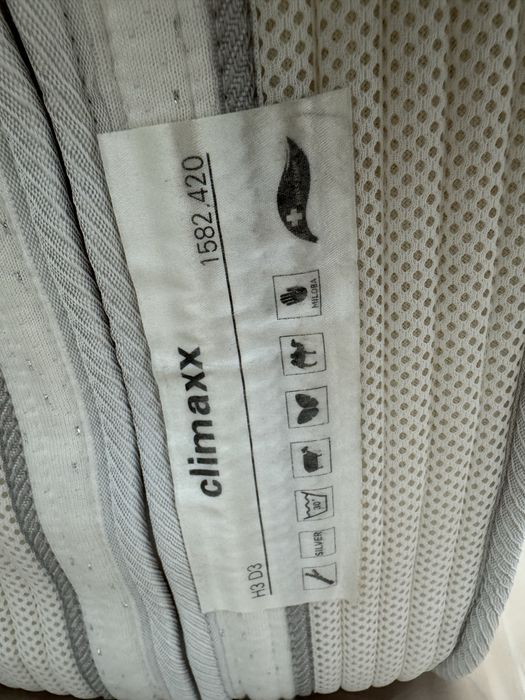 climaxx
1582.420
H3 D3
SILVER
30°
MILOBA